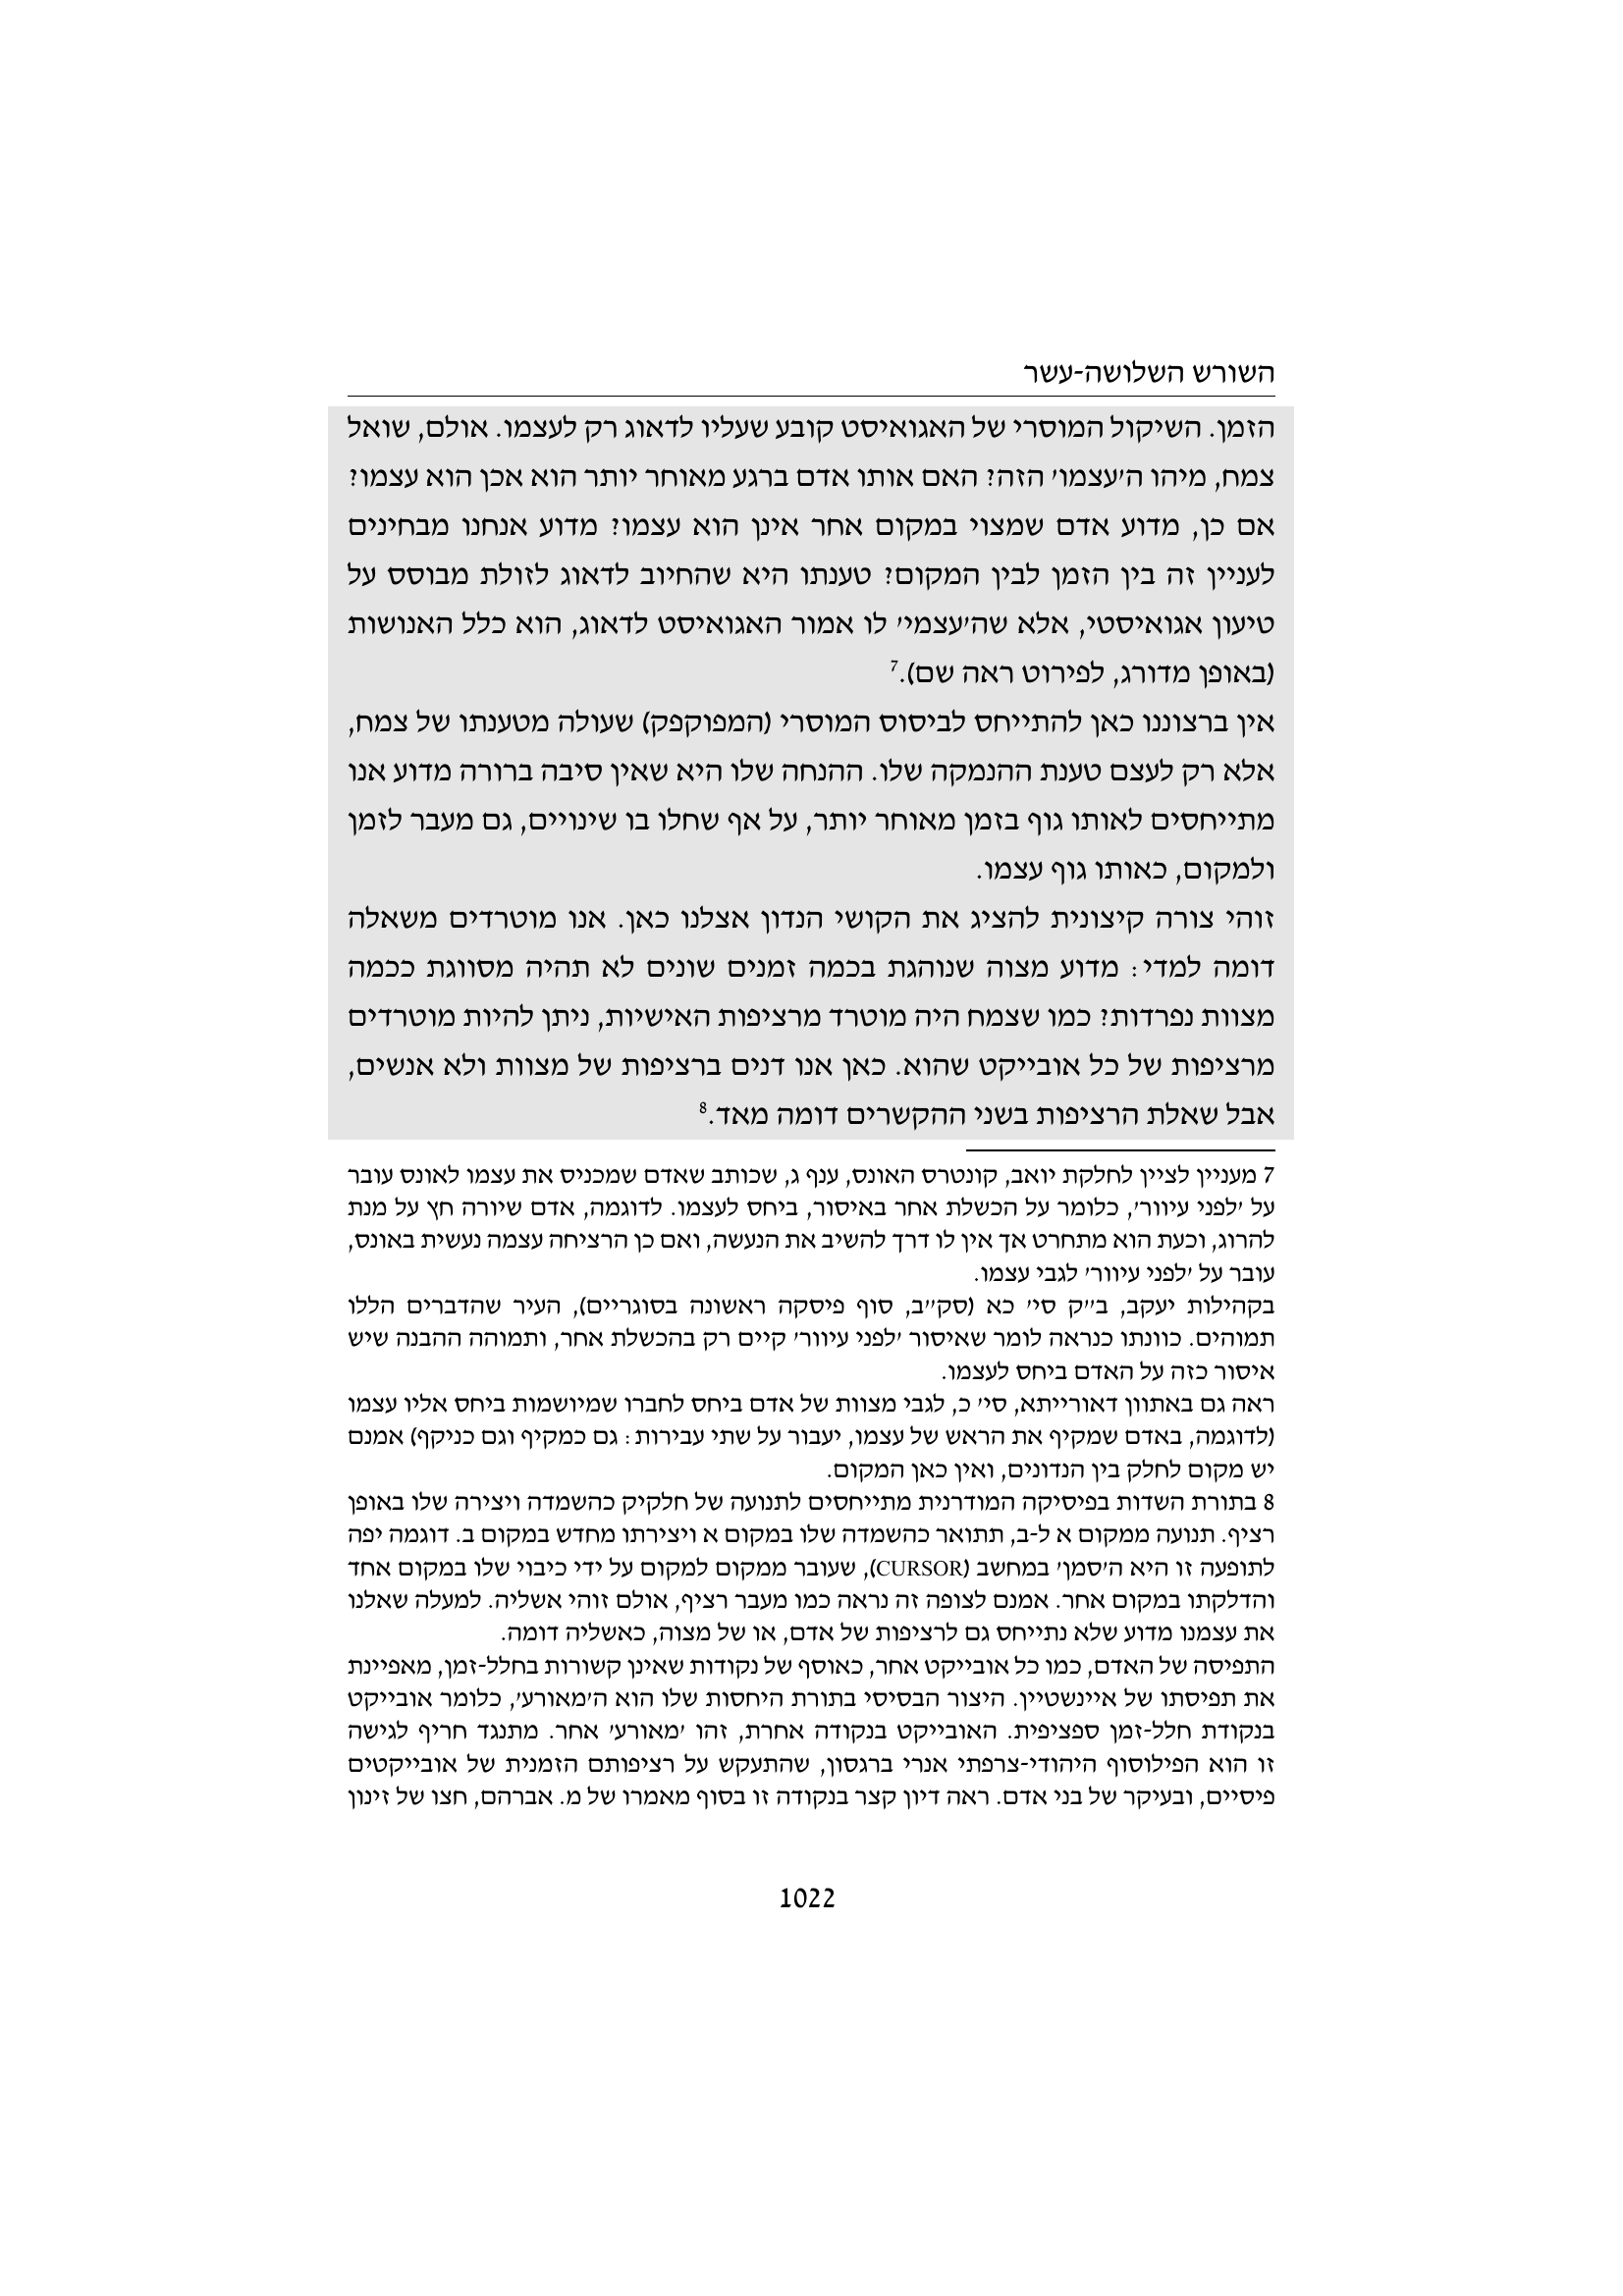 השורש השלושה-עשר
הזמן. השיקול המוסרי של האגואיסט קובע שעליו לדאוג רק לעצמו. אולם, שואל
צמח, מיהו ה'עצמו' הזה? האם אותו אדם ברגע מאוחר יותר הוא אכן הוא עצמו?
אם כן, מדוע אדם שמצוי במקום אחר אינן הוא עצמו? מדוע אנחנו מבחינים
לעניין זה בין הזמן לבין המקום? טענתו היא שהחיוב לדאוג לזולת מבוסס על
טיעון אגואיסטי, אלא שה'עצמי' לו אמור האגואיסט לדאוג, הוא כלל האנושות
(באופן מדורג, לפירוט ראה שם).7
אין ברצוננו כאן להתייחס לביסוס המוסרי (המפוקפק) שעולה מטענתו של צמח,
אלא רק לעצם טענת ההנמקה שלו. ההנחה שלו היא שאין סיבה ברורה מדוע אנו
מתייחסים לאותו גוף בזמן מאוחר יותר, על אף שחלו בו שינויים, גם מעבר לזמן
ולמקום, כאותו גוף עצמו.
זוהי צורה קיצונית להציג את הקושי הנדון אצלנו כאן. אנו מוטרדים משאלה
דומה למדי: מדוע מצוה שנוהגת בכמה זמנים שונים לא תהיה מסווגת ככמה
מצוות נפרדות? כמו שצמח היה מוטרד מרציפות האישיות, ניתן להיות מוטרדים
מרציפות של כל אובייקט שהוא. כאן אנו דנים ברציפות של מצוות ולא אנשים,
אבל שאלת הרציפות בשני ההקשרים דומה מאד.8
7 מעניין לציין לחלקת יואב, קונטרס האונס, ענף ג, שכותב שאדם שמכניס את עצמו לאונס עובר
על 'לפני עיוור', כלומר על הכשלת אחר באיסור, ביחס לעצמו. לדוגמה, אדם שיורה חץ על מנת
להרוג, וכעת הוא מתחרט אך אין לו דרך להשיב את הנעשה, ואם כן הרציחה עצמה נעשית באונס,
עובר על 'לפני עיוור' לגבי עצמו.
בקהילות יעקב, ב"ק סי' כא (סק"ב, סוף פיסקה ראשונה בסוגריים), העיר שהדברים הללו
תמוהים. כוונתו כנראה לומר שאיסור 'לפני עיוור' קיים רק בהכשלת אחר, ותמוהה ההבנה שיש
איסור כזה על האדם ביחס לעצמו.
ראה גם באתוון דאורייתא, סי' כ, לגבי מצוות של אדם ביחס לחברו שמיושמות ביחס אליו עצמו
(לדוגמה, באדם שמקיף את הראש של עצמו, יעבור על שתי עבירות: גם כמקיף וגם כניקף) אמנם
יש מקום לחלק בין הנדונים, ואין כאן המקום.
8 בתורת השדות בפיסיקה המודרנית מתייחסים לתנועה של חלקיק כהשמדה ויצירה שלו באופן
רציף. תנועה ממקום א ל-ב, תתואר כהשמדה שלו במקום א ויצירתו מחדש במקום ב. דוגמה יפה
לתופעה זו היא ה'סמן' במחשב (CURSOR), שעובר ממקום למקום על ידי כיבוי שלו במקום אחד
והדלקתו במקום אחר. אמנם לצופה זה נראה כמו מעבר רציף, אולם זוהי אשליה. למעלה שאלנו
את עצמנו מדוע שלא נתייחס גם לרציפות של אדם, או של מצוה, כאשליה דומה.
התפיסה של האדם, כמו כל אובייקט אחר, כאוסף של נקודות שאינן קשורות בחלל-זמן, מאפיינת
את תפיסתו של איינשטיין. היצור הבסיסי בתורת היחסות שלו הוא ה'מאורע', כלומר אובייקט
בנקודת חלל-זמן ספציפית. האובייקט בנקודה אחרת, זהו 'מאורע' אחר. מתנגד חריף לגישה
זו הוא הפילוסוף היהודי-צרפתי אנרי ברגסון, שהתעקש על רציפותם הזמנית של אובייקטים
פיסיים, ובעיקר של בני אדם. ראה דיון קצר בנקודה זו בסוף מאמרו של מ. אברהם, חצו של זינון
1022